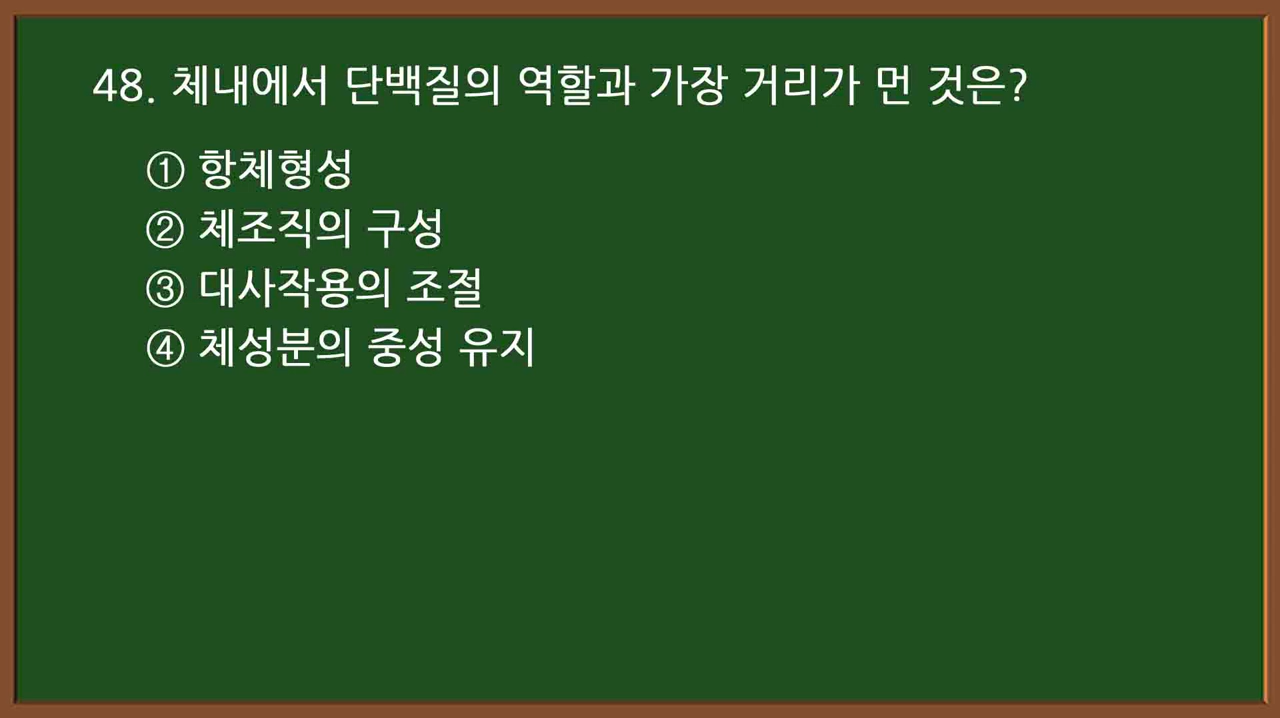 48. 체내에서 단백질의 역할과 가장 거리가 먼 것은?
① 항체형성
② 체조직의 구성
③ 대사작용의 조절
④ 체성분의 중성 유지